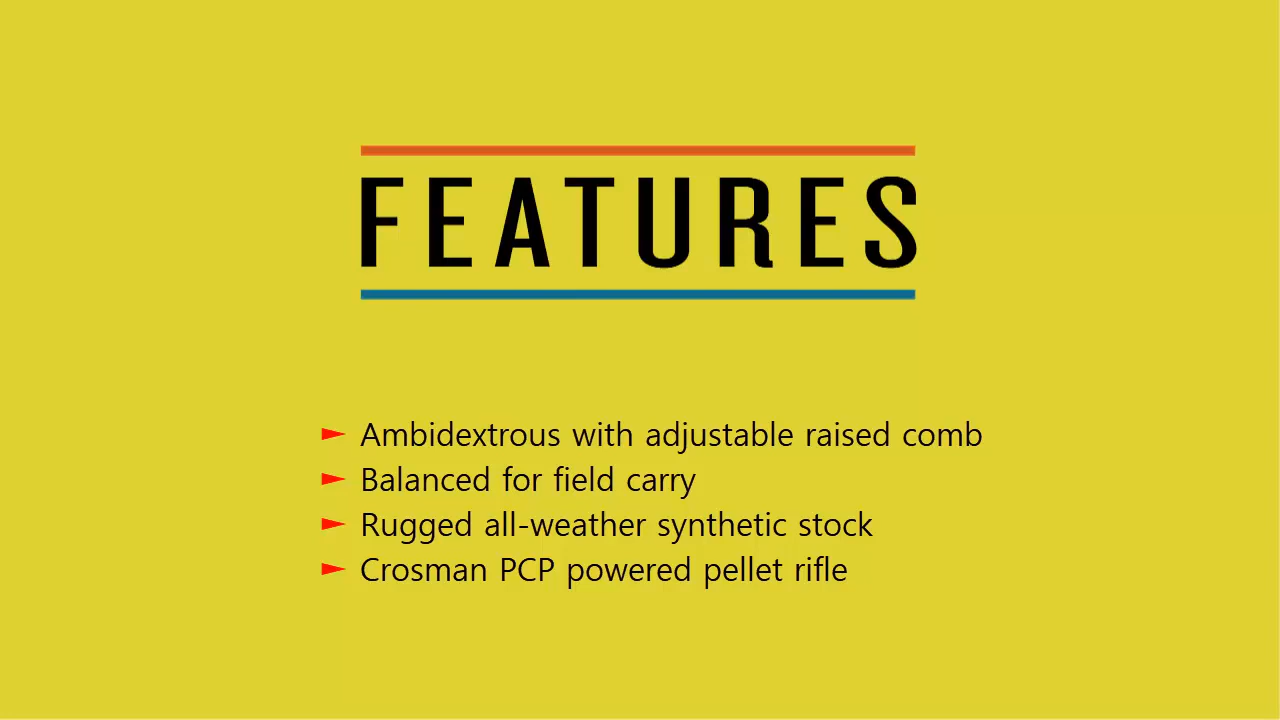 FEATURES
► Ambidextrous with adjustable raised comb
► Balanced for field carry
► Rugged all-weather synthetic stock
► Crosman PCP powered pellet rifle